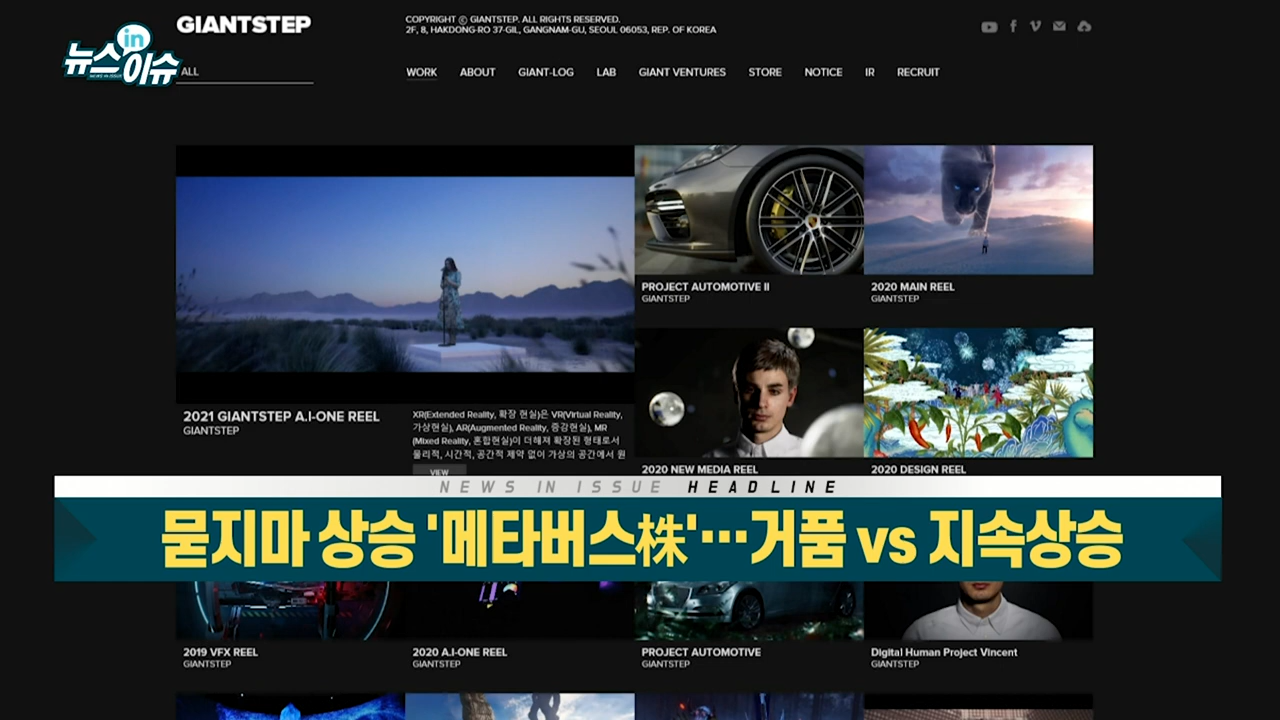 GIANTSTEP
COPYRIGHT ⓒ GIANTSTEP. ALL RIGHTS RESERVED.
2F, 8, HAKDONG-RO 37-GIL, GANGNAM-GU, SEOUL 06053, REP. OF KOREA
뉴스in이슈
NEWS IN ISSUE
ALL
WORK ABOUT GIANT-LOG LAB GIANT VENTURES STORE NOTICE IR RECRUIT
PROJECT AUTOMOTIVE II
GIANTSTEP
2020 MAIN REEL
GIANTSTEP
2021 GIANTSTEP A.I-ONE REEL
GIANTSTEP
XR(Extended Reality, 확장 현실)은 VR(Virtual Reality,
가상현실), AR(Augmented Reality, 증강현실), MR
(Mixed Reality, 혼합현실)이 더해져 확장된 형태로서
물리적, 시간적, 공간적 제약 없이 가상의 공간에서 원
VIEW
2020 NEW MEDIA REEL
2020 DESIGN REEL
NEWS IN ISSUE HEADLINE
묻지마 상승 '메타버스株'…거품 vs 지속상승
2019 VFX REEL
GIANTSTEP
2020 A.I-ONE REEL
GIANTSTEP
PROJECT AUTOMOTIVE
GIANTSTEP
Digital Human Project Vincent
GIANTSTEP